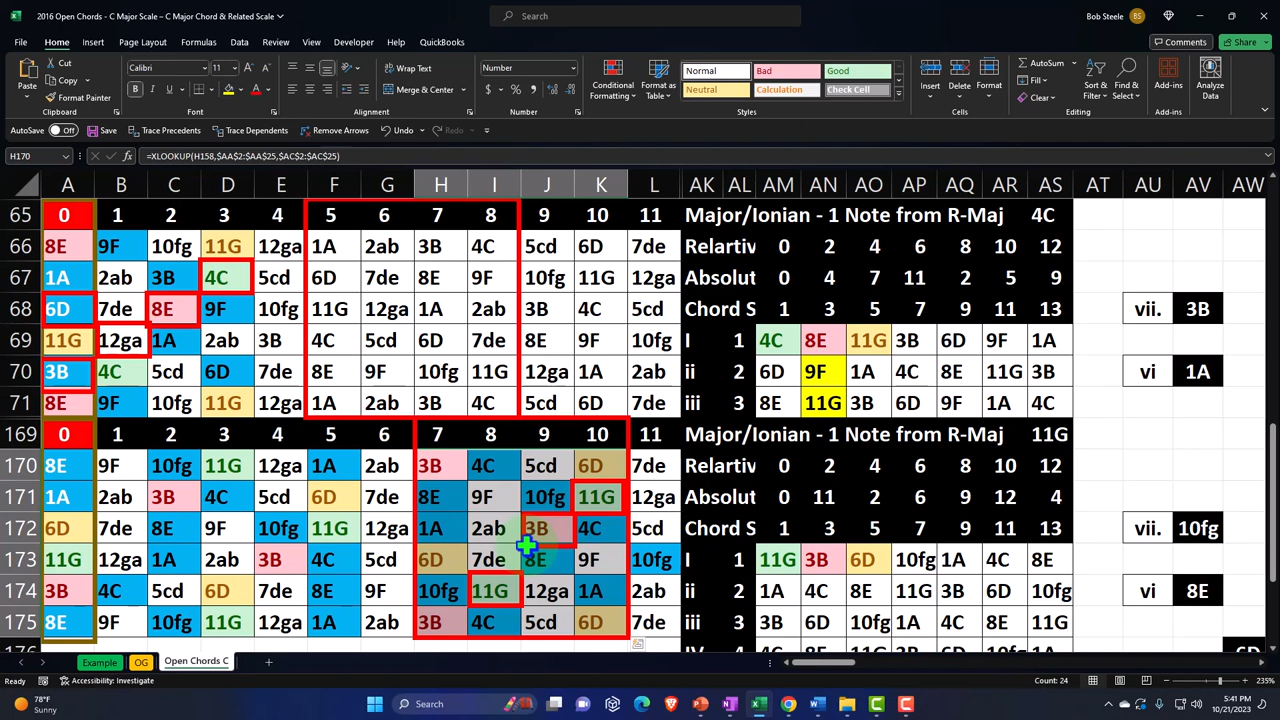 2016 Open Chords - C Major Scale – C Major Chord & Related Scale
Search
Bob Steele
BS
File Home Insert Draw Page Layout Formulas Data Review View Developer Help QuickBooks
Comments Share
Paste
Cut
Copy
Format Painter
Clipboard
Calibri 11
B I U
Font
Wrap Text
Merge & Center
Alignment
Number
$ % ,
Number
Conditional Formatting
Format as Table
Normal Bad Good
Neutral Calculation Check Cell
Styles
Insert Delete Format
Cells
AutoSum
Fill
Clear
Sort & Filter
Find & Select
Editing
Add-ins
Add-ins
Analyze Data
AutoSave Off Save Trace Precedents Trace Dependents Remove Arrows Undo Redo
H170 fx =XLOOKUP(H158,$AA$2:$AA$25,$AC$2:$AC$25)
A B C D E F G H I J K L AK AL AM AN AO AP AQ AR AS AT AU AV AW
65 0 1 2 3 4 5 6 7 8 9 10 11 Major/Ionian - 1 Note from R-Maj 4C
66 8E 9F 10fg 11G 12ga 1A 2ab 3B 4C 5cd 6D 7de Relartiv 0 2 4 6 8 10 12
67 1A 2ab 3B 4C 5cd 6D 7de 8E 9F 10fg 11G 12ga Absolut 0 4 7 11 2 5 9
68 6D 7de 8E 9F 10fg 11G 12ga 1A 2ab 3B 4C 5cd Chord S 1 3 5 7 9 11 13 vii. 3B
69 11G 12ga 1A 2ab 3B 4C 5cd 6D 7de 8E 9F 10fg I 1 4C 8E 11G 3B 6D 9F 1A
70 3B 4C 5cd 6D 7de 8E 9F 10fg 11G 12ga 1A 2ab ii 2 6D 9F 1A 4C 8E 11G 3B vi 1A
71 8E 9F 10fg 11G 12ga 1A 2ab 3B 4C 5cd 6D 7de iii 3 8E 11G 3B 6D 9F 1A 4C
169 0 1 2 3 4 5 6 7 8 9 10 11 Major/Ionian - 1 Note from R-Maj 11G
170 8E 9F 10fg 11G 12ga 1A 2ab 3B 4C 5cd 6D 7de Relartiv 0 2 4 6 8 10 12
171 1A 2ab 3B 4C 5cd 6D 7de 8E 9F 10fg 11G 12ga Absolut 0 11 2 6 9 12 4
172 6D 7de 8E 9F 10fg 11G 12ga 1A 2ab 3B 4C 5cd Chord S 1 3 5 7 9 11 13 vii. 10fg
173 11G 12ga 1A 2ab 3B 4C 5cd 6D 7de 8E 9F 10fg I 1 11G 3B 6D 10fg 1A 4C 8E
174 3B 4C 5cd 6D 7de 8E 9F 10fg 11G 12ga 1A 2ab ii 2 1A 4C 8E 11G 3B 6D 10fg vi 8E
175 8E 9F 10fg 11G 12ga 1A 2ab 3B 4C 5cd 6D 7de iii 3 3B 6D 10fg 1A 4C 8E 11G
Example OG Open Chords C
Ready Accessibility: Investigate Count: 24 235%
78°F
Sunny
Search
5:41 PM
10/21/2023